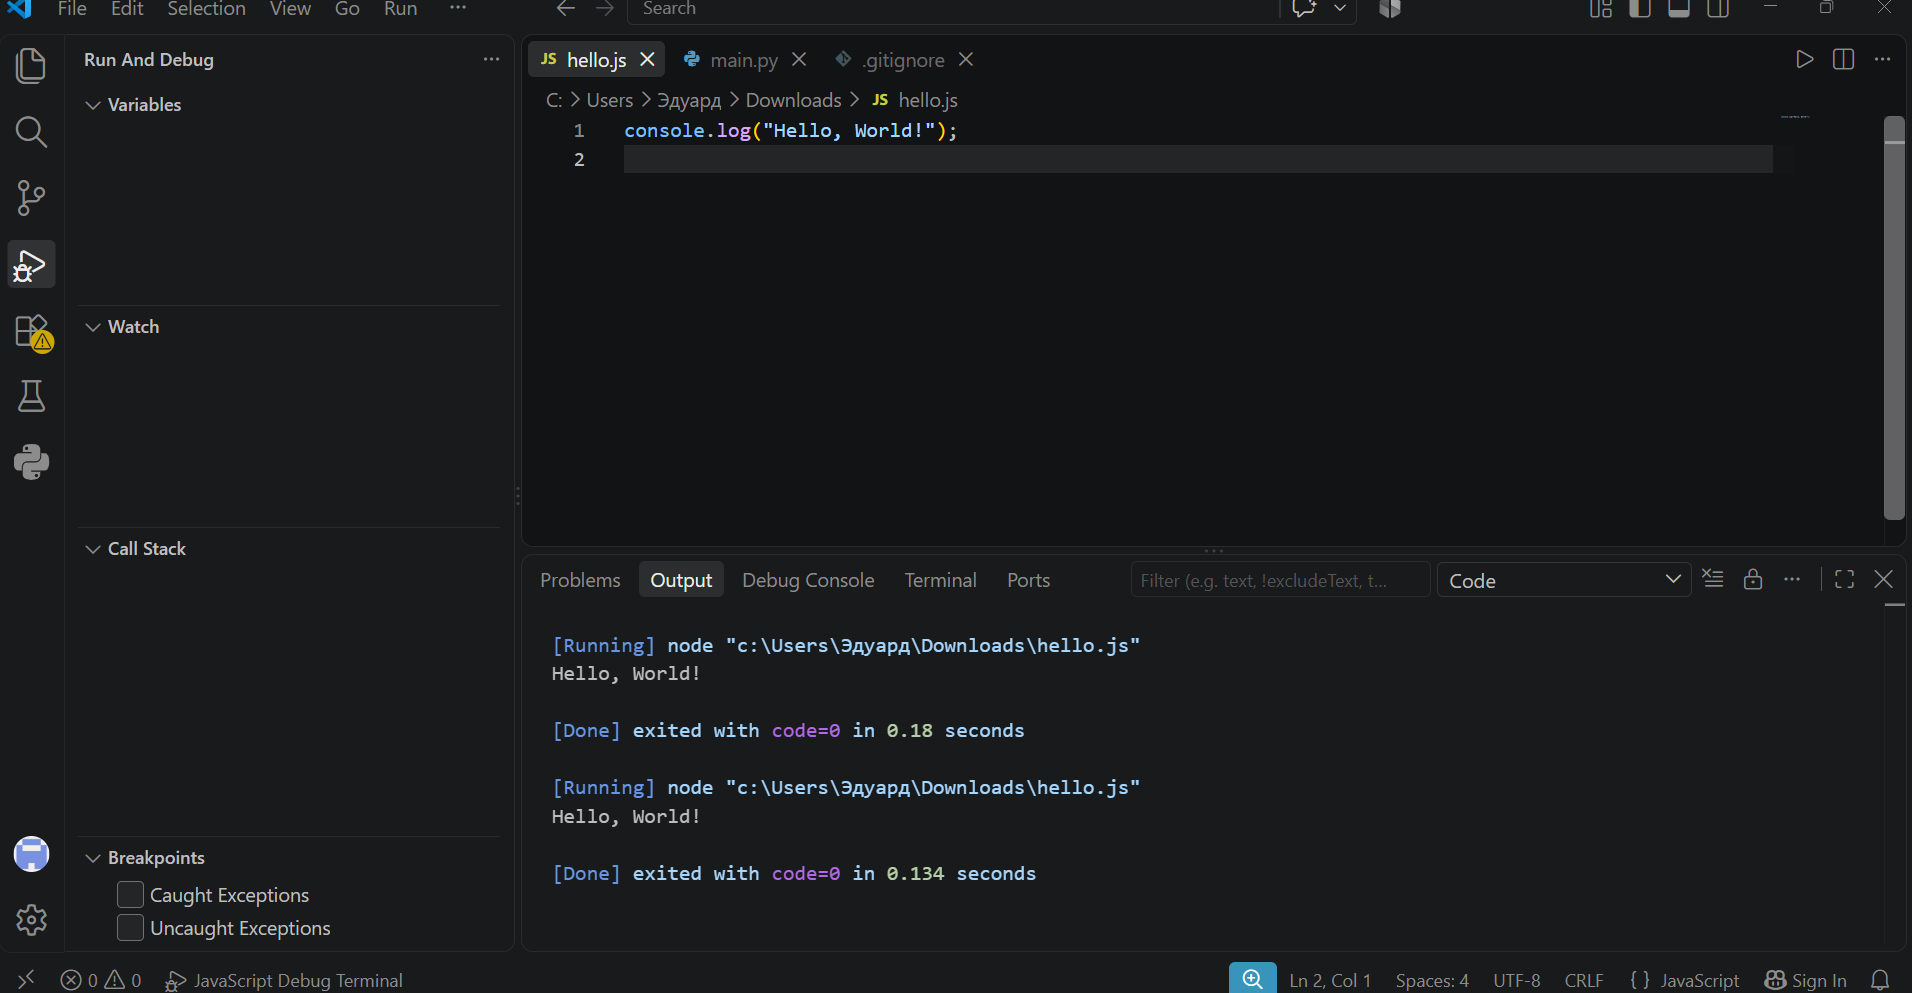 File Edit Selection View Go Run ···
Search
Run And Debug ···
Variables
Watch
Call Stack
Breakpoints
Caught Exceptions
Uncaught Exceptions
JS hello.js main.py .gitignore
C: > Users > Эдуард > Downloads > JS hello.js
1 console.log("Hello, World!");
2
Problems Output Debug Console Terminal Ports Filter (e.g. text, !excludeText, t... Code
[Running] node "c:\Users\Эдуард\Downloads\hello.js"
Hello, World!
[Done] exited with code=0 in 0.18 seconds
[Running] node "c:\Users\Эдуард\Downloads\hello.js"
Hello, World!
[Done] exited with code=0 in 0.134 seconds
0 0 JavaScript Debug Terminal Ln 2, Col 1 Spaces: 4 UTF-8 CRLF { } JavaScript Sign In